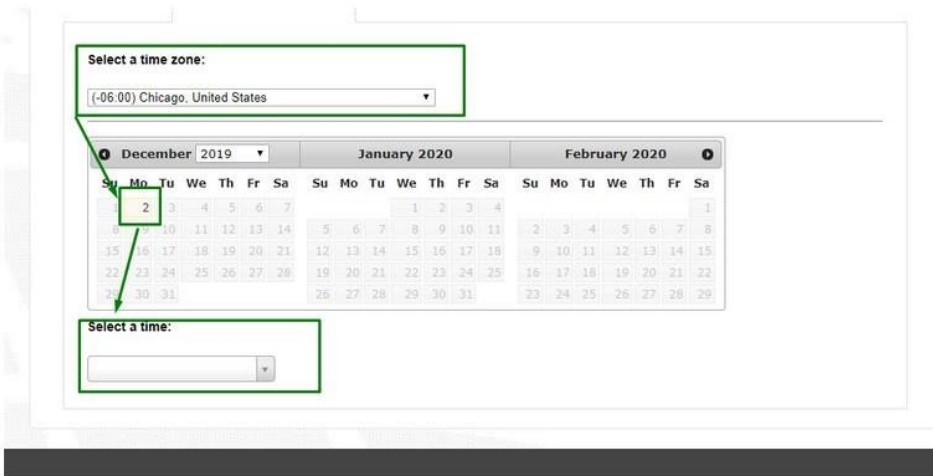 Select a time zone:
(-06:00) Chicago, United States
December 2019 January 2020 February 2020
Su Mo Tu We Th Fr Sa Su Mo Tu We Th Fr Sa Su Mo Tu We Th Fr Sa
1 2 3 4 5 6 7 1 2 3 4 1
8 9 10 11 12 13 14 5 6 7 8 9 10 11 2 3 4 5 6 7 8
15 16 17 18 19 20 21 12 13 14 15 16 17 18 9 10 11 12 13 14 15
22 23 24 25 26 27 28 19 20 21 22 23 24 25 16 17 18 19 20 21 22
29 30 31 26 27 28 29 30 31 23 24 25 26 27 28 29
Select a time: